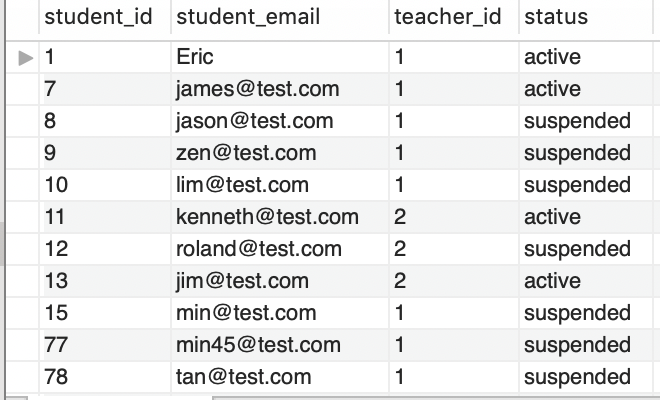 student_id student_email teacher_id status
1 Eric 1 active
7 james@test.com 1 active
8 jason@test.com 1 suspended
9 zen@test.com 1 suspended
10 lim@test.com 1 suspended
11 kenneth@test.com 2 active
12 roland@test.com 2 suspended
13 jim@test.com 2 active
15 min@test.com 1 suspended
77 min45@test.com 1 suspended
78 tan@test.com 1 suspended